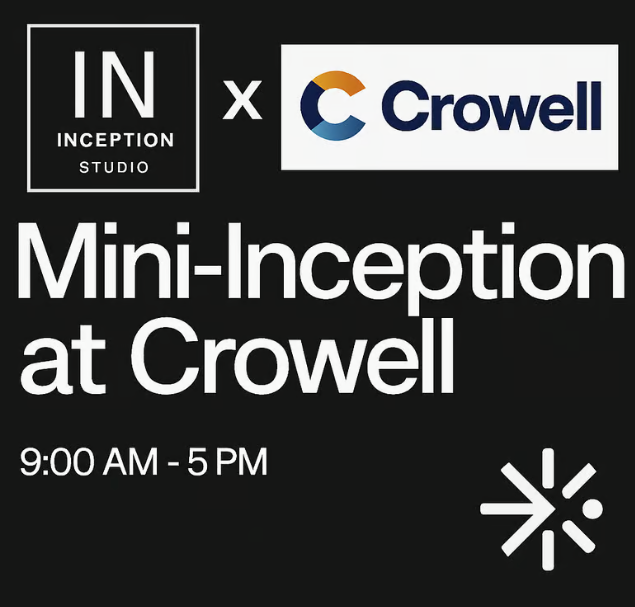 IN
INCEPTION
STUDIO
X
Crowell
Mini-Inception
at Crowell
9:00 AM - 5 PM